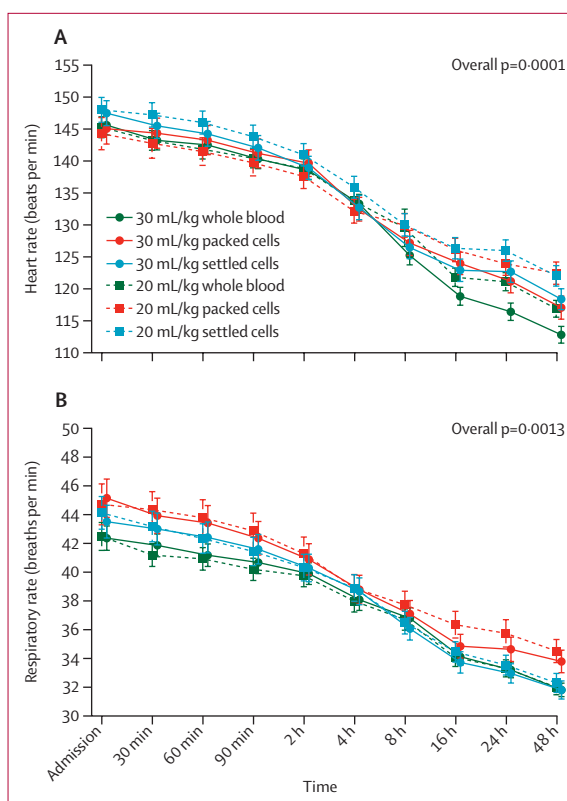 A
Overall p=0·0001
155
150
145
140
135
130
125
120
115
110
Heart rate (beats per min)
30 mL/kg whole blood
30 mL/kg packed cells
30 mL/kg settled cells
20 mL/kg whole blood
20 mL/kg packed cells
20 mL/kg settled cells
B
Overall p=0·0013
50
48
46
44
42
40
38
36
34
32
30
Respiratory rate (breaths per min)
Admission
30 min
60 min
90 min
2 h
4 h
8 h
16 h
24 h
48 h
Time